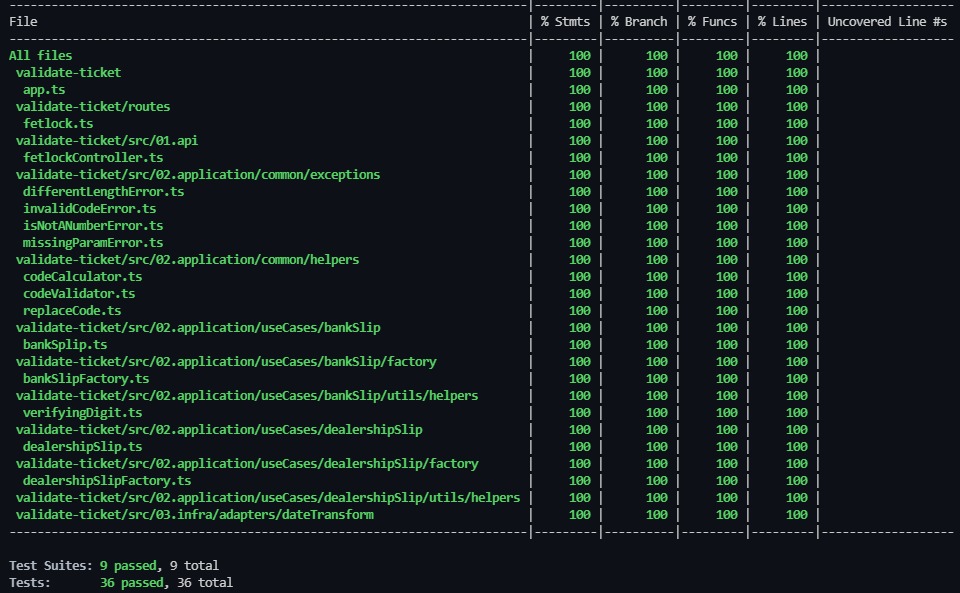 File | % Stmts | % Branch | % Funcs | % Lines | Uncovered Line #s
All files | 100 | 100 | 100 | 100 |
validate-ticket | 100 | 100 | 100 | 100 |
app.ts | 100 | 100 | 100 | 100 |
validate-ticket/routes | 100 | 100 | 100 | 100 |
fetlock.ts | 100 | 100 | 100 | 100 |
validate-ticket/src/01.api | 100 | 100 | 100 | 100 |
fetlockController.ts | 100 | 100 | 100 | 100 |
validate-ticket/src/02.application/common/exceptions | 100 | 100 | 100 | 100 |
differentLengthError.ts | 100 | 100 | 100 | 100 |
invalidCodeError.ts | 100 | 100 | 100 | 100 |
isNotANumberError.ts | 100 | 100 | 100 | 100 |
missingParamError.ts | 100 | 100 | 100 | 100 |
validate-ticket/src/02.application/common/helpers | 100 | 100 | 100 | 100 |
codeCalculator.ts | 100 | 100 | 100 | 100 |
codeValidator.ts | 100 | 100 | 100 | 100 |
replaceCode.ts | 100 | 100 | 100 | 100 |
validate-ticket/src/02.application/useCases/bankSlip | 100 | 100 | 100 | 100 |
bankSplip.ts | 100 | 100 | 100 | 100 |
validate-ticket/src/02.application/useCases/bankSlip/factory | 100 | 100 | 100 | 100 |
bankSlipFactory.ts | 100 | 100 | 100 | 100 |
validate-ticket/src/02.application/useCases/bankSlip/utils/helpers | 100 | 100 | 100 | 100 |
verifyingDigit.ts | 100 | 100 | 100 | 100 |
validate-ticket/src/02.application/useCases/dealershipSlip | 100 | 100 | 100 | 100 |
dealershipSlip.ts | 100 | 100 | 100 | 100 |
validate-ticket/src/02.application/useCases/dealershipSlip/factory | 100 | 100 | 100 | 100 |
dealershipSlipFactory.ts | 100 | 100 | 100 | 100 |
validate-ticket/src/02.application/useCases/dealershipSlip/utils/helpers | 100 | 100 | 100 | 100 |
validate-ticket/src/03.infra/adapters/dateTransform | 100 | 100 | 100 | 100 |
Test Suites: 9 passed, 9 total
Tests: 36 passed, 36 total